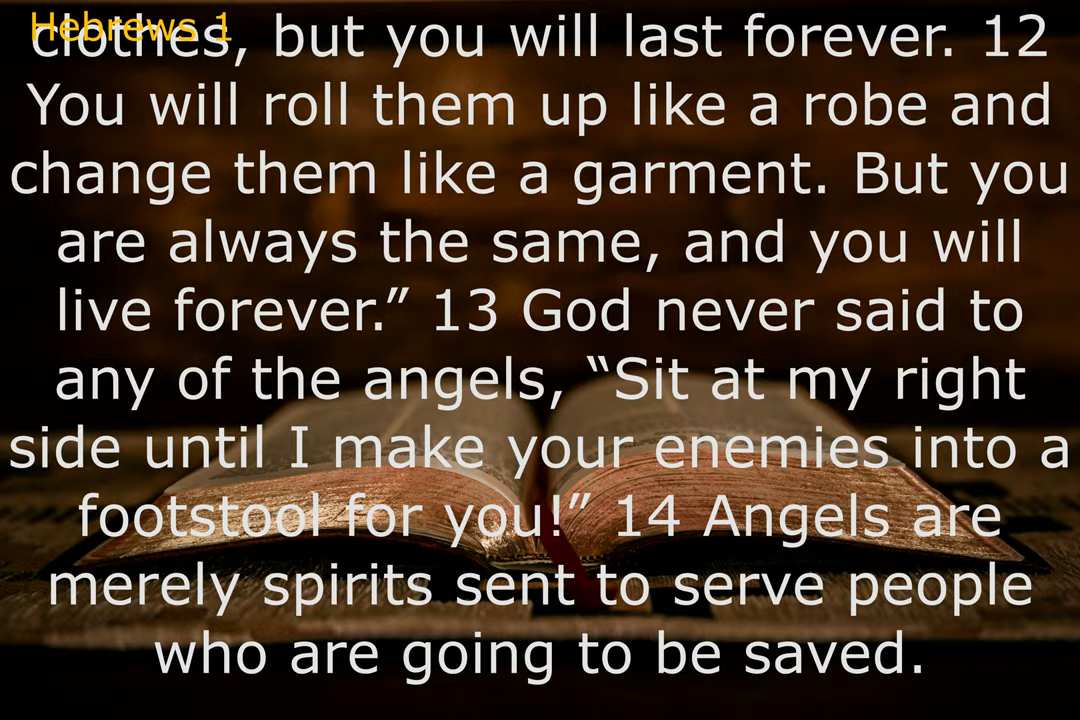 Hebrews 1
clothes, but you will last forever. 12
You will roll them up like a robe and
change them like a garment. But you
are always the same, and you will
live forever.” 13 God never said to
any of the angels, “Sit at my right
side until I make your enemies into a
footstool for you!” 14 Angels are
merely spirits sent to serve people
who are going to be saved.